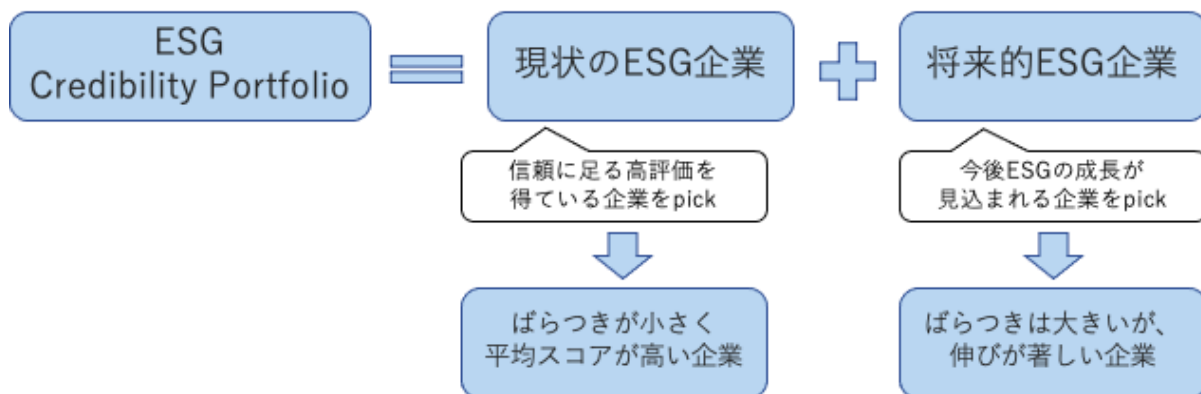 ESG
Credibility Portfolio
現状のESG企業
将来的ESG企業
信頼に足る高評価を
得ている企業をpick
今後ESGの成長が
見込まれる企業をpick
ばらつきが小さく
平均スコアが高い企業
ばらつきは大きいが、
伸びが著しい企業